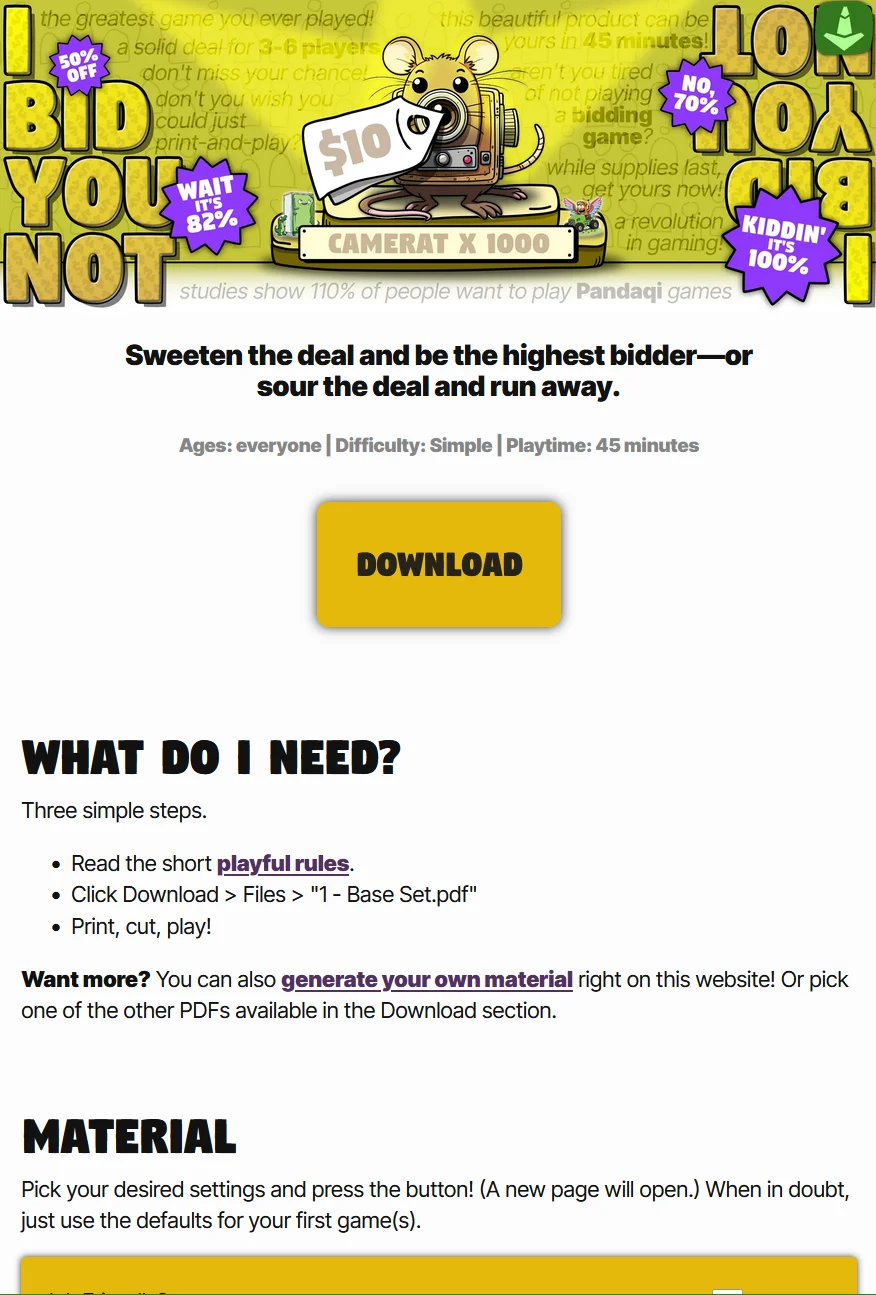 I
BID
YOU
NOT
the greatest game you ever played!
a solid deal for 3-6 players
don't miss your chance!
don't you wish you
could just
print-and-play?
50%
OFF
WAIT
IT'S
82%
this beautiful product can be
yours in 45 minutes!
aren't you tired
of not playing
a bidding
game?
while supplies last,
get yours now!
a revolution
in gaming!
NO,
70%
KIDDIN'
IT'S
100%
I
BID
YOU
NOT
$10
CAMERAT X 1000
studies show 110% of people want to play Pandaqi games
Sweeten the deal and be the highest bidder—or
sour the deal and run away.
Ages: everyone | Difficulty: Simple | Playtime: 45 minutes
DOWNLOAD
WHAT DO I NEED?
Three simple steps.
Read the short playful rules.
Click Download > Files > "1 - Base Set.pdf"
Print, cut, play!
Want more? You can also generate your own material right on this website! Or pick
one of the other PDFs available in the Download section.
MATERIAL
Pick your desired settings and press the button! (A new page will open.) When in doubt,
just use the defaults for your first game(s).